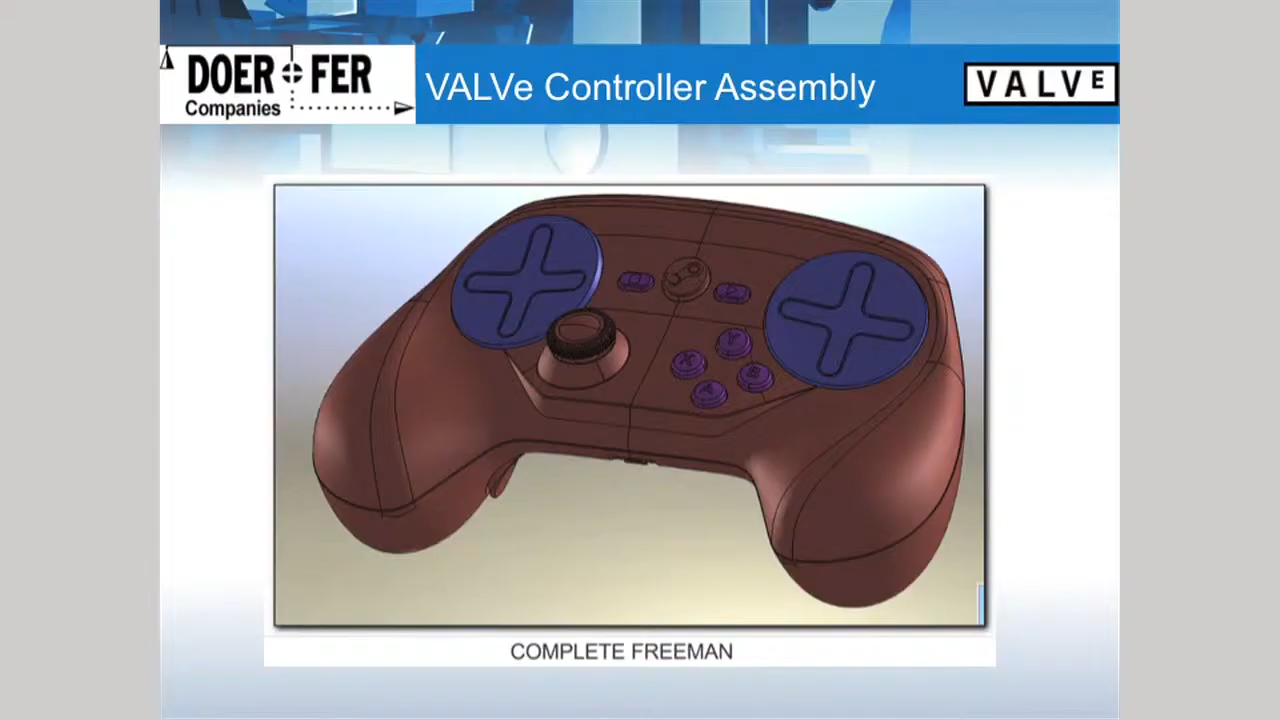 DOER FER
Companies
VALVe Controller Assembly
VALVE
Y
X
B
A
COMPLETE FREEMAN